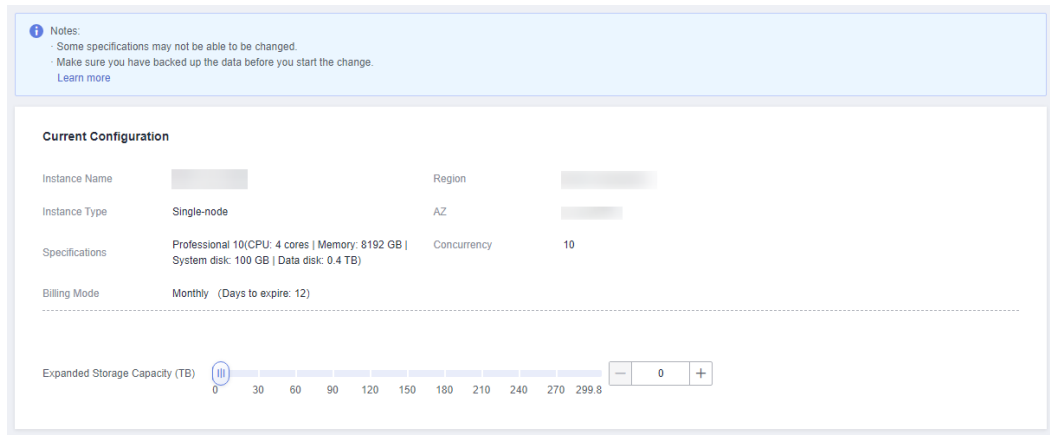 Notes:
· Some specifications may not be able to be changed.
· Make sure you have backed up the data before you start the change.
Learn more
Current Configuration
Instance Name
Region
Instance Type Single-node
AZ
Specifications Professional 10(CPU: 4 cores | Memory: 8192 GB |
System disk: 100 GB | Data disk: 0.4 TB)
Concurrency 10
Billing Mode Monthly (Days to expire: 12)
Expanded Storage Capacity (TB)
0 30 60 90 120 150 180 210 240 270 299.8
— 0 +